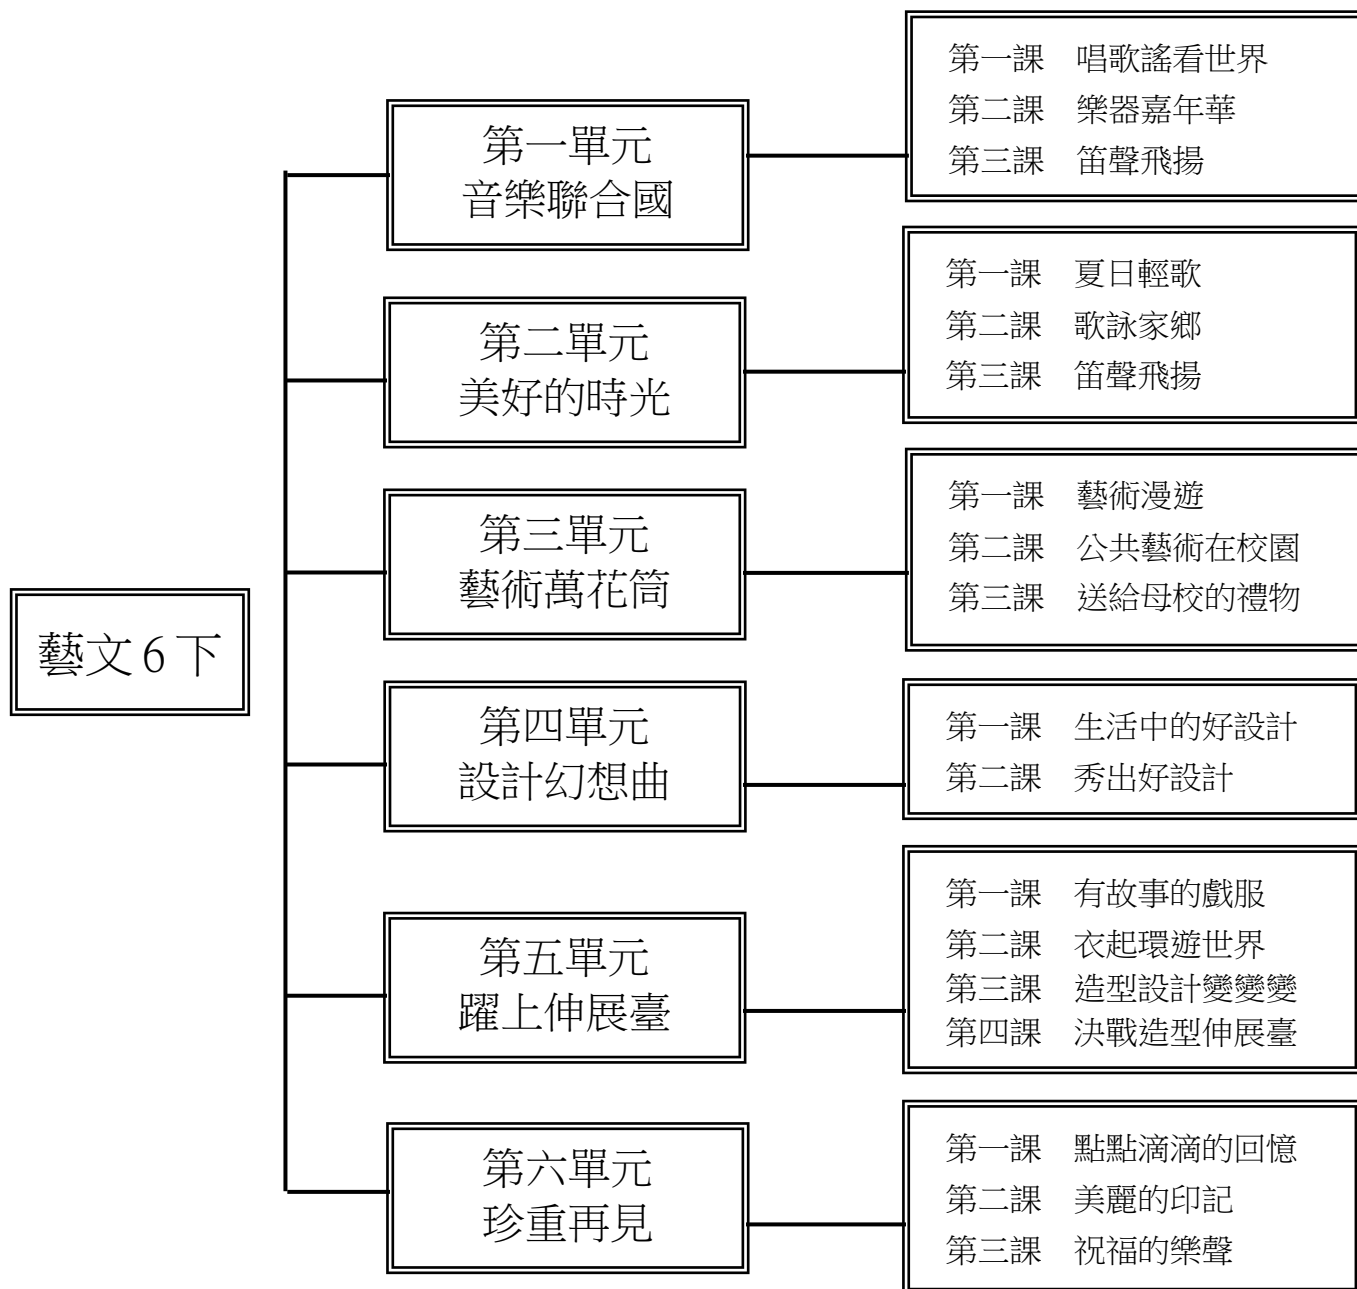 藝文6下
第一單元
音樂聯合國
第一課　唱歌謠看世界
第二課　樂器嘉年華
第三課　笛聲飛揚
第二單元
美好的時光
第一課　夏日輕歌
第二課　歌詠家鄉
第三課　笛聲飛揚
第三單元
藝術萬花筒
第一課　藝術漫遊
第二課　公共藝術在校園
第三課　送給母校的禮物
第四單元
設計幻想曲
第一課　生活中的好設計
第二課　秀出好設計
第五單元
躍上伸展臺
第一課　有故事的戲服
第二課　衣起環遊世界
第三課　造型設計變變變
第四課　決戰造型伸展臺
第六單元
珍重再見
第一課　點點滴滴的回憶
第二課　美麗的印記
第三課　祝福的樂聲